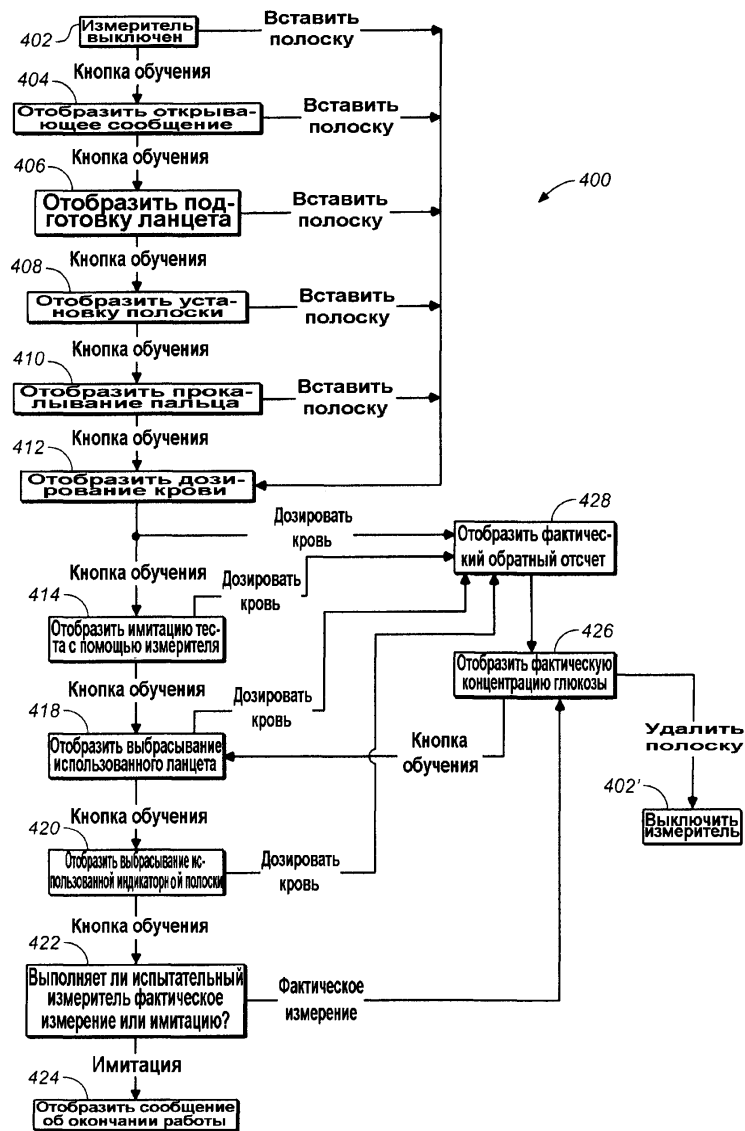 402
Измеритель
выключен
Вставить
полоску
Кнопка обучения
404
Отобразить открыва-
ющее сообщение
Вставить
полоску
Кнопка обучения
406
Отобразить под-
готовку ланцета
Вставить
полоску
400
Кнопка обучения
408
Отобразить уста-
новку полоски
Вставить
полоску
Кнопка обучения
410
Отобразить прока-
лывание пальца
Вставить
полоску
Кнопка обучения
412
Отобразить дози-
рование крови
Дозировать
кровь
428
Отобразить фактичес-
кий обратный отсчет
Кнопка обучения
Дозировать
кровь
414
Отобразить имитацию тес-
та с помощью измерителя
426
Отобразить фактическую
концентрацию глюкозы
Кнопка обучения
Дозировать
кровь
418
Отобразить выбрасывание
использованного ланцета
Кнопка
обучения
Удалить
полоску
402'
Выключить
измеритель
Кнопка обучения
420
Отобразить выбрасывание ис-
пользованной индикаторной полоски
Дозировать
кровь
Кнопка обучения
422
Выполняет ли испытательный
измеритель фактическое
измерение или имитацию?
Фактическое
измерение
Имитация
424
Отобразить сообщение
об окончании работы